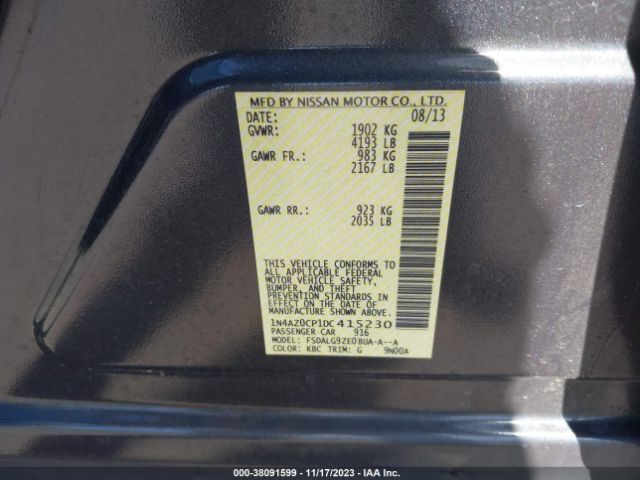 MFD BY NISSAN MOTOR CO., LTD.
DATE: 08/13
GVWR: 1902 KG
4193 LB
GAWR FR.: 983 KG
2167 LB
GAWR RR.: 923 KG
2035 LB
THIS VEHICLE CONFORMS TO
ALL APPLICABLE FEDERAL
MOTOR VEHICLE SAFETY,
BUMPER, AND THEFT
PREVENTION STANDARDS IN
EFFECT ON THE DATE OF
MANUFACTURE SHOWN ABOVE.
1N4AZ0CP1DC415230
PASSENGER CAR 916
MODEL: FSDALG9ZE0BUA-A--A
COLOR: KBC TRIM: G 9N00A
000-38091599 — 11/17/2023 — IAA Inc.